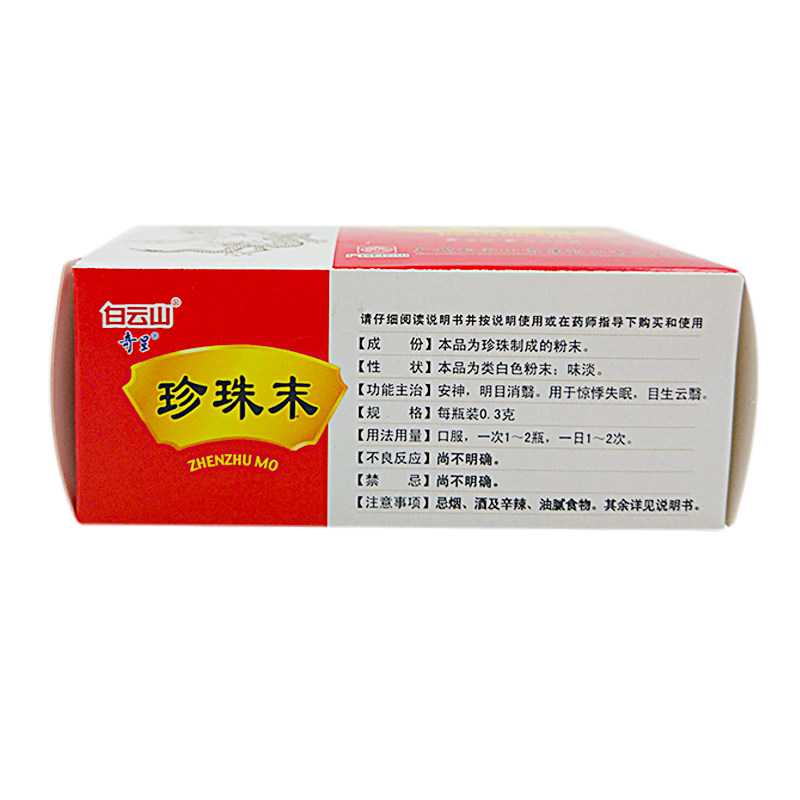 白云山®
奇星®
珍珠末
ZHENZHU MO
请仔细阅读说明书并按说明使用或在药师指导下购买和使用
【成 份】本品为珍珠制成的粉末。
【性 状】本品为类白色粉末；味淡。
【功能主治】安神，明目消翳。用于惊悸失眠，目生云翳。
【规 格】每瓶装0.3克
【用法用量】口服，一次1～2瓶，一日1～2次。
【不良反应】尚不明确。
【禁 忌】尚不明确。
【注意事项】忌烟、酒及辛辣、油腻食物。其余详见说明书。